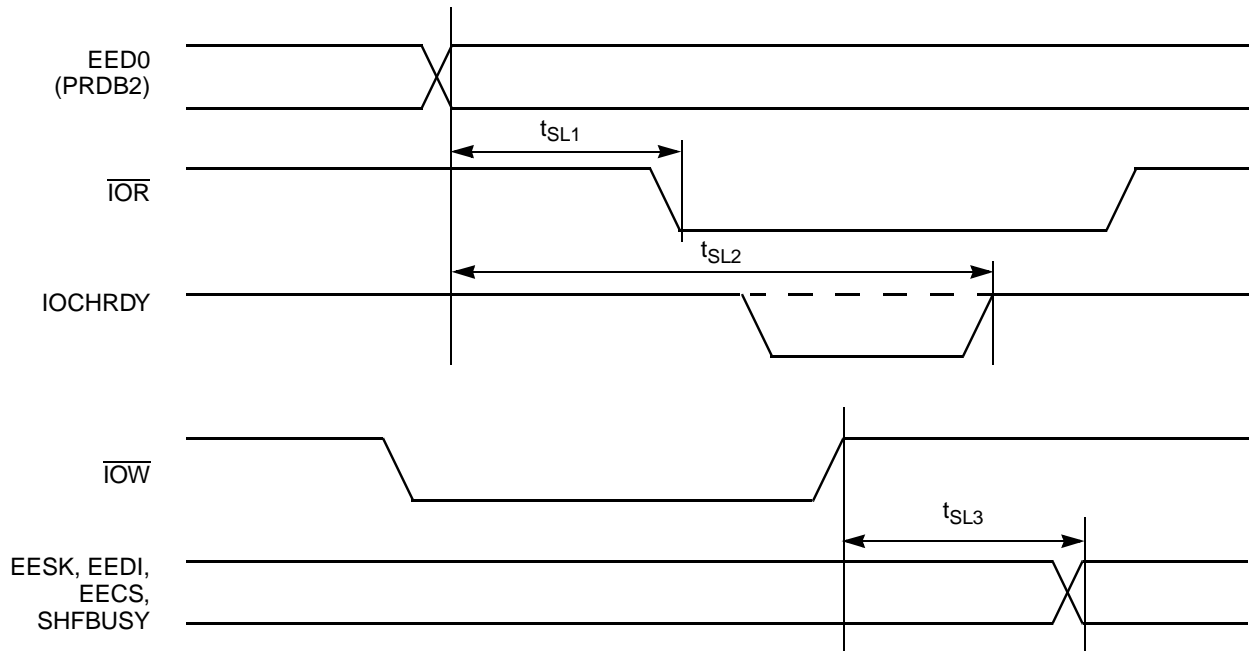 EED0
(PRDB2)
tSL1
IOR
tSL2
IOCHRDY
IOW
tSL3
EESK, EEDI,
EECS,
SHFBUSY